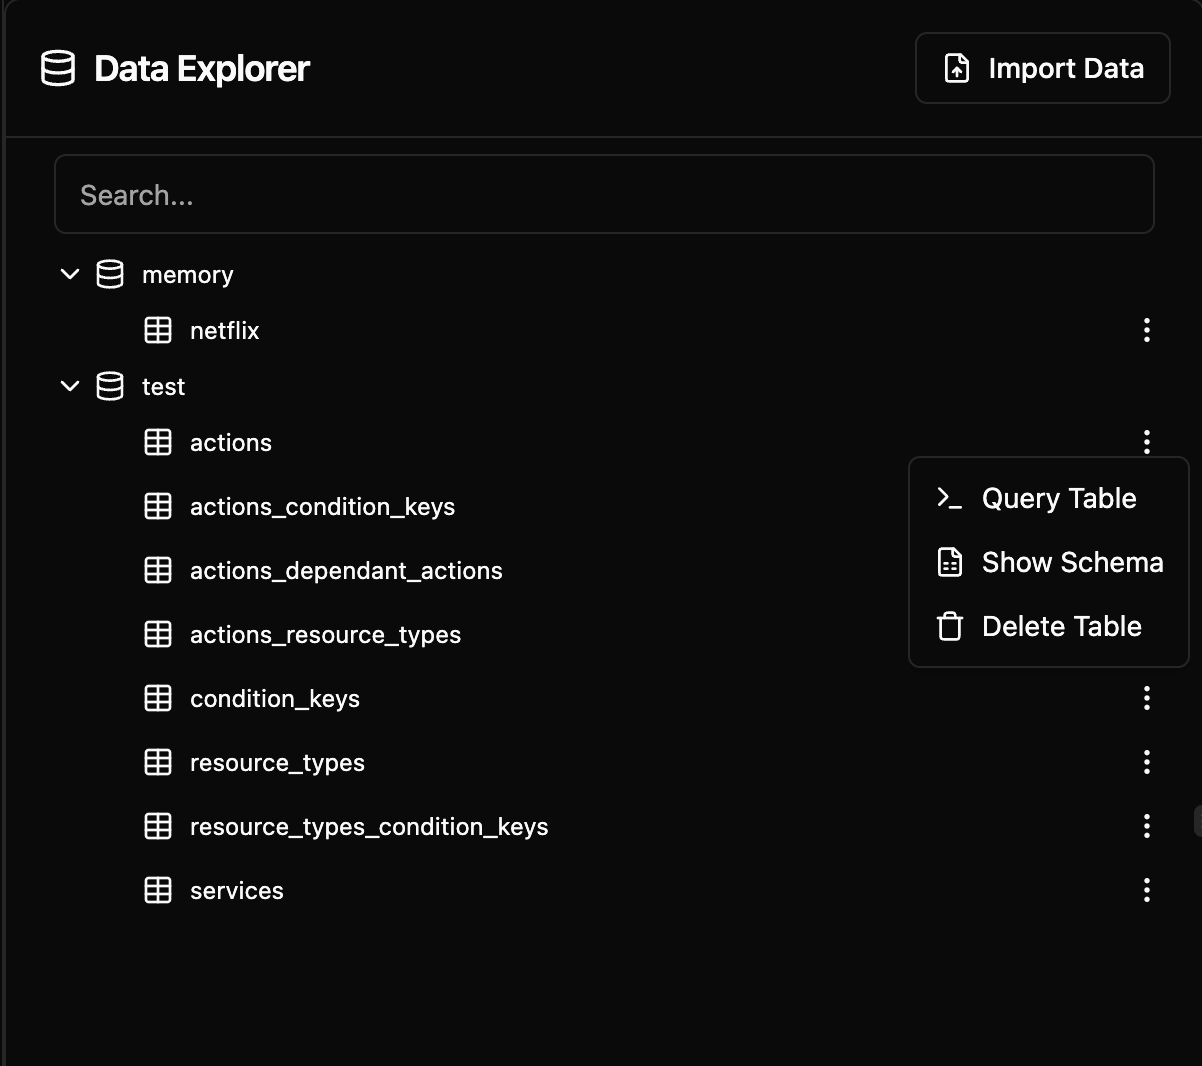 Data Explorer
Import Data
Search...
memory
netflix
test
actions
actions_condition_keys
actions_dependant_actions
actions_resource_types
condition_keys
resource_types
resource_types_condition_keys
services
Query Table
Show Schema
Delete Table